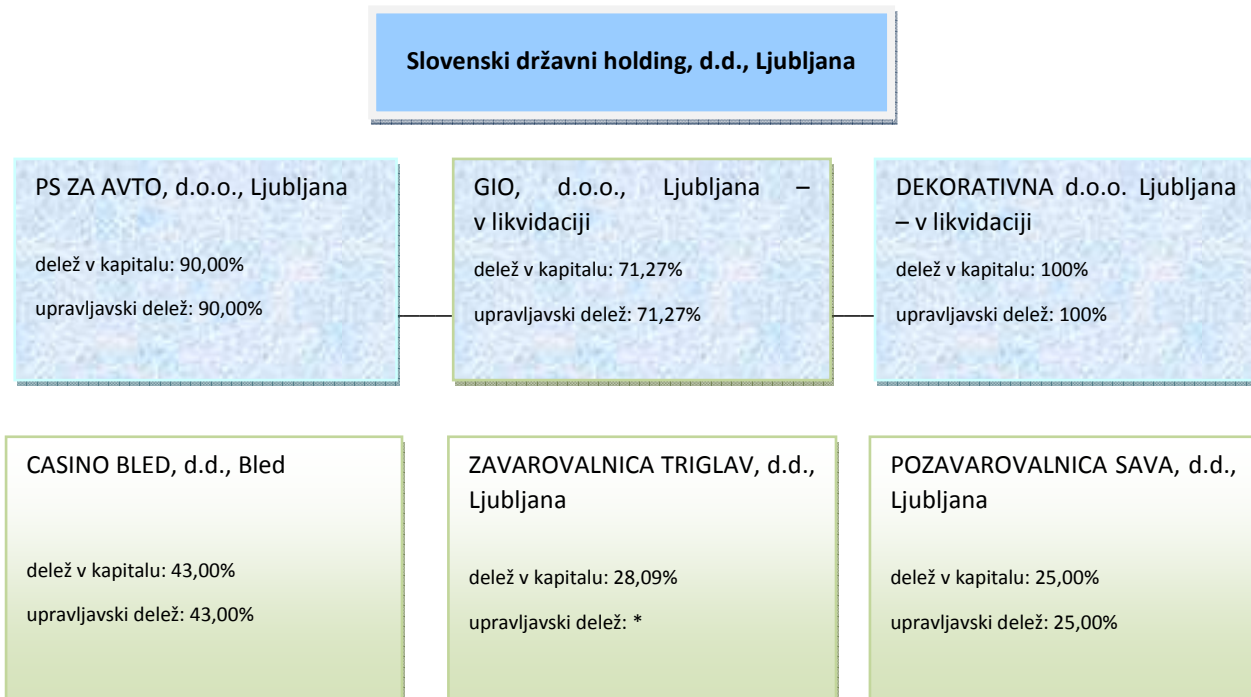 Slovenski državni holding, d.d., Ljubljana
PS ZA AVTO, d.o.o., Ljubljana
delež v kapitalu: 90,00%
upravljavski delež: 90,00%
GIO, d.o.o., Ljubljana –
v likvidaciji
delež v kapitalu: 71,27%
upravljavski delež: 71,27%
DEKORATIVNA d.o.o. Ljubljana
– v likvidaciji
delež v kapitalu: 100%
upravljavski delež: 100%
CASINO BLED, d.d., Bled
delež v kapitalu: 43,00%
upravljavski delež: 43,00%
ZAVAROVALNICA TRIGLAV, d.d.,
Ljubljana
delež v kapitalu: 28,09%
upravljavski delež: *
POZAVAROVALNICA SAVA, d.d.,
Ljubljana
delež v kapitalu: 25,00%
upravljavski delež: 25,00%